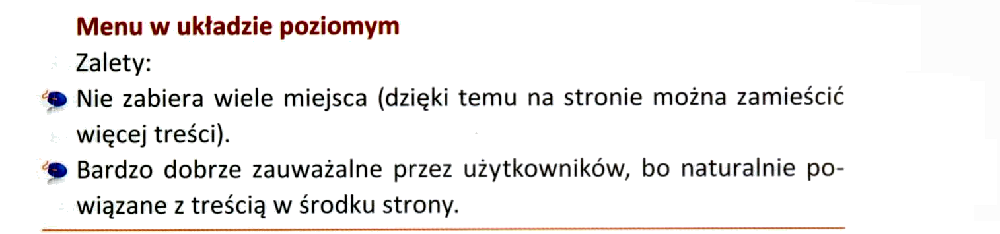 Menu w układzie poziomym
Zalety:
Nie zabiera wiele miejsca (dzięki temu na stronie można zamieścić
więcej treści).
Bardzo dobrze zauważalne przez użytkowników, bo naturalnie po-
wiązane z treścią w środku strony.